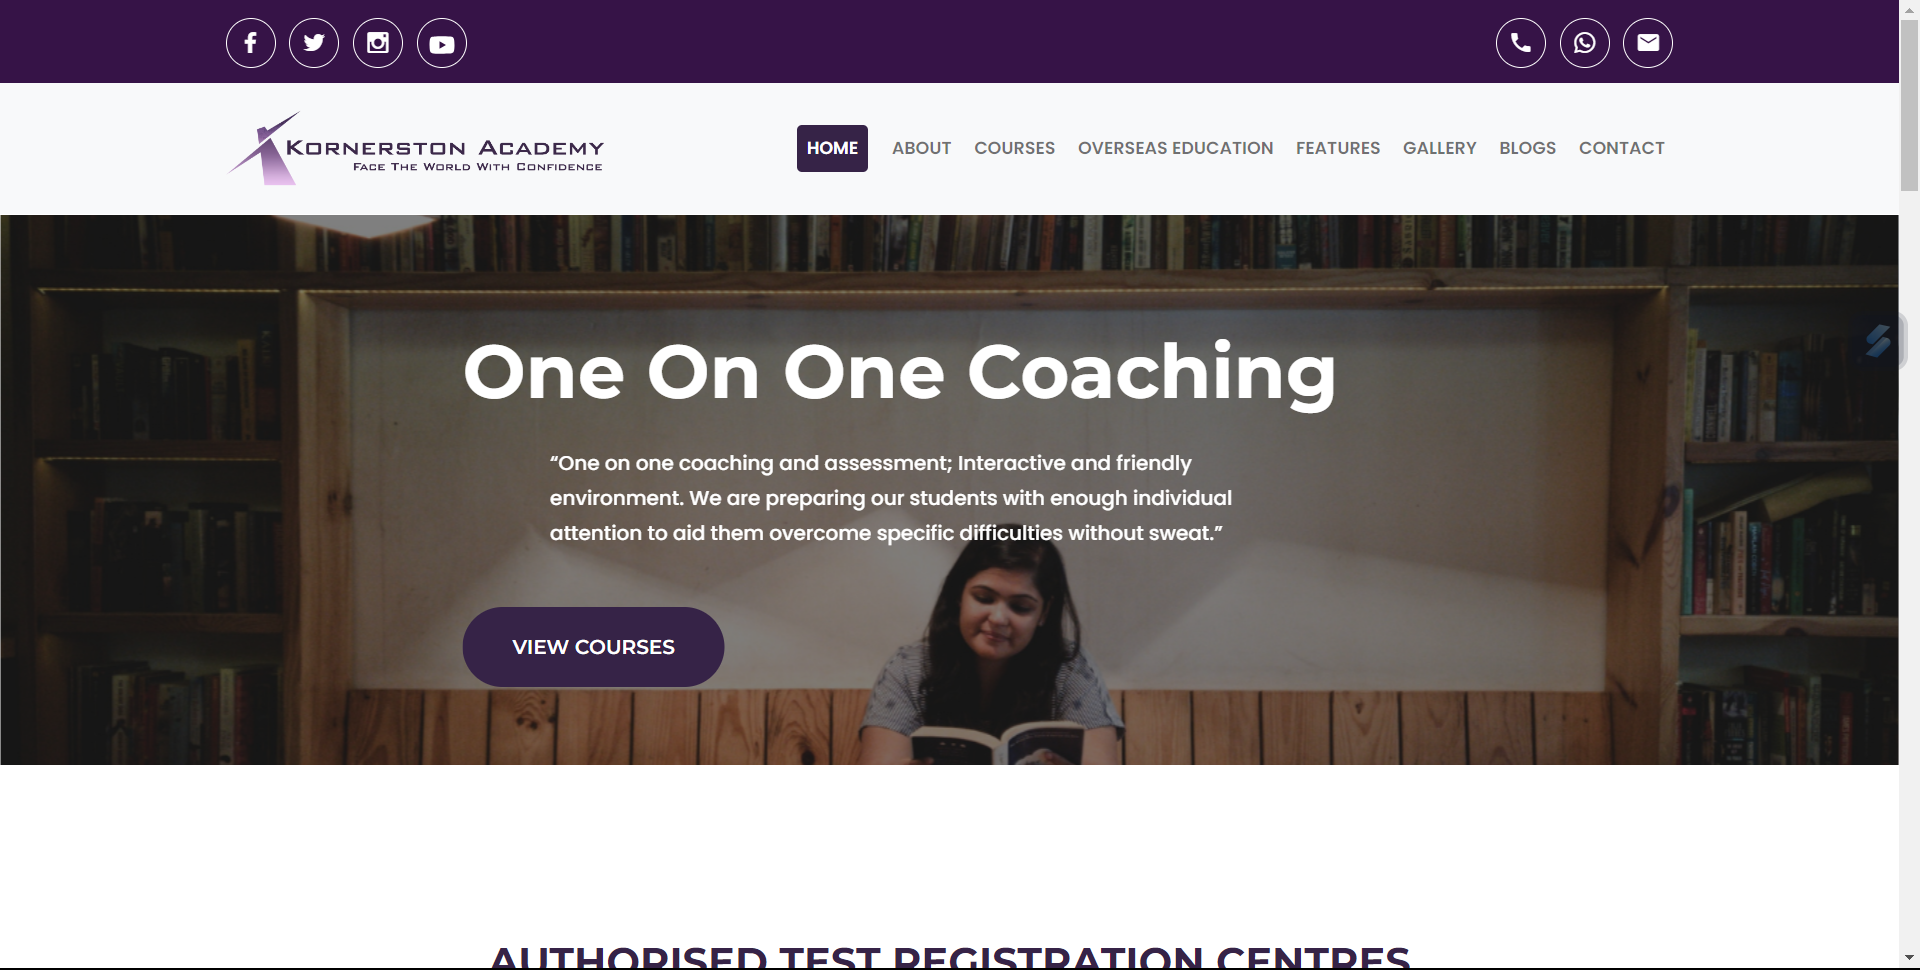 KORNERSTON ACADEMY
FACE THE WORLD WITH CONFIDENCE
HOME
ABOUT
COURSES
OVERSEAS EDUCATION
FEATURES
GALLERY
BLOGS
CONTACT
One On One Coaching
“One on one coaching and assessment; Interactive and friendly
environment. We are preparing our students with enough individual
attention to aid them overcome specific difficulties without sweat.”
VIEW COURSES
AUTHORISED TEST REGISTRATION CENTRES